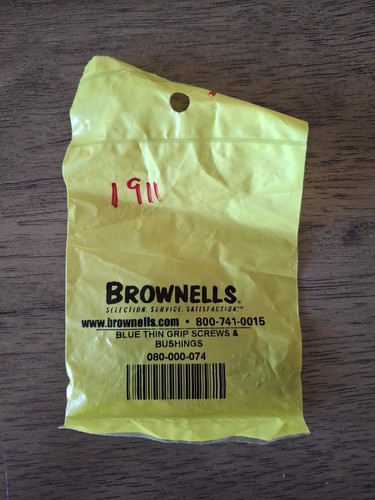 1911
BROWNELLS
SELECTION. SERVICE. SATISFACTION.™
www.brownells.com • 800-741-0015
BLUE THIN GRIP SCREWS &
BUSHINGS
080-000-074